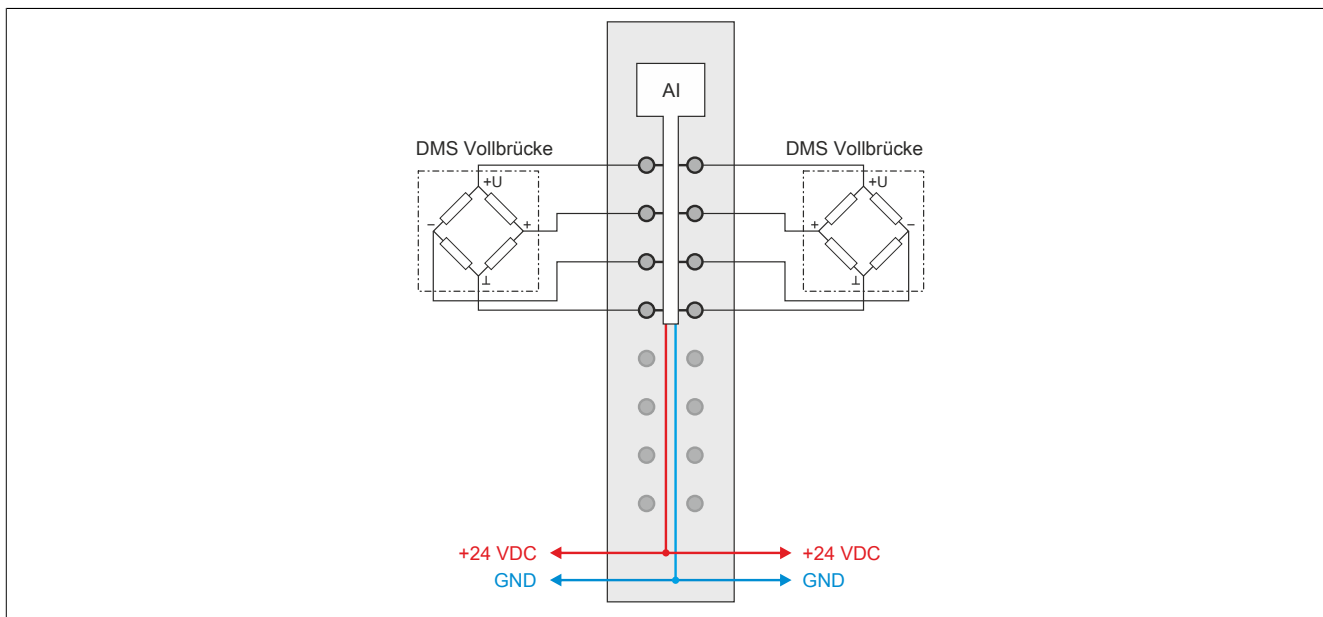 AI
DMS Vollbrücke
DMS Vollbrücke
+U
+U
−
+
+
−
⊥
⊥
+24 VDC
+24 VDC
GND
GND